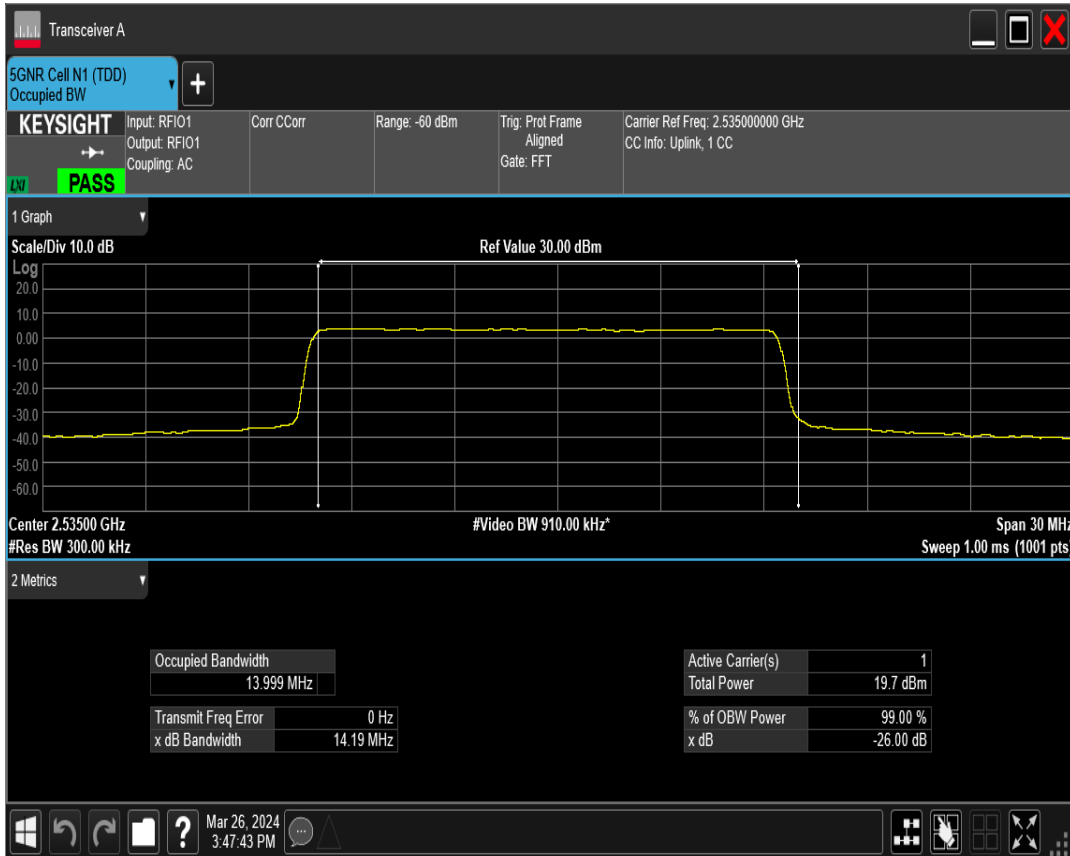 Transceiver A
5GNR Cell N1 (TDD)
Occupied BW
+
KEYSIGHT
LXI
PASS
Input: RFIO1
Output: RFIO1
Coupling: AC
Corr CCorr
Range: -60 dBm
Trig: Prot Frame
Aligned
Gate: FFT
Carrier Ref Freq: 2.535000000 GHz
CC Info: Uplink, 1 CC
1 Graph
Scale/Div 10.0 dB
Ref Value 30.00 dBm
Log
20.0
10.0
0.00
-10.0
-20.0
-30.0
-40.0
-50.0
-60.0
Center 2.53500 GHz
#Video BW 910.00 kHz*
Span 30 MHz
#Res BW 300.00 kHz
Sweep 1.00 ms (1001 pts)
2 Metrics
Occupied Bandwidth
13.999 MHz
Transmit Freq Error 0 Hz
x dB Bandwidth 14.19 MHz
Active Carrier(s) 1
Total Power 19.7 dBm
% of OBW Power 99.00 %
x dB -26.00 dB
?
Mar 26, 2024
3:47:43 PM